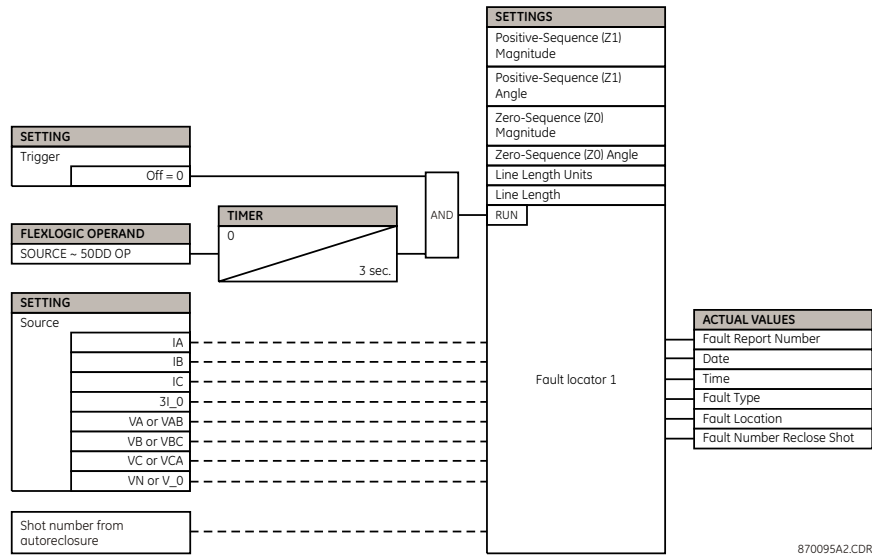 SETTINGS
Positive-Sequence (Z1)
Magnitude
Positive-Sequence (Z1)
Angle
Zero-Sequence (Z0)
Magnitude
Zero-Sequence (Z0) Angle
Line Length Units
Line Length
RUN
SETTING
Trigger
Off = 0
AND
FLEXLOGIC OPERAND
SOURCE ~ 50DD OP
TIMER
0
3 sec.
SETTING
Source
IA
IB
IC
3I_0
VA or VAB
VB or VBC
VC or VCA
VN or V_0
Shot number from
autoreclosure
Fault locator 1
ACTUAL VALUES
Fault Report Number
Date
Time
Fault Type
Fault Location
Fault Number Reclose Shot
870095A2.CDR